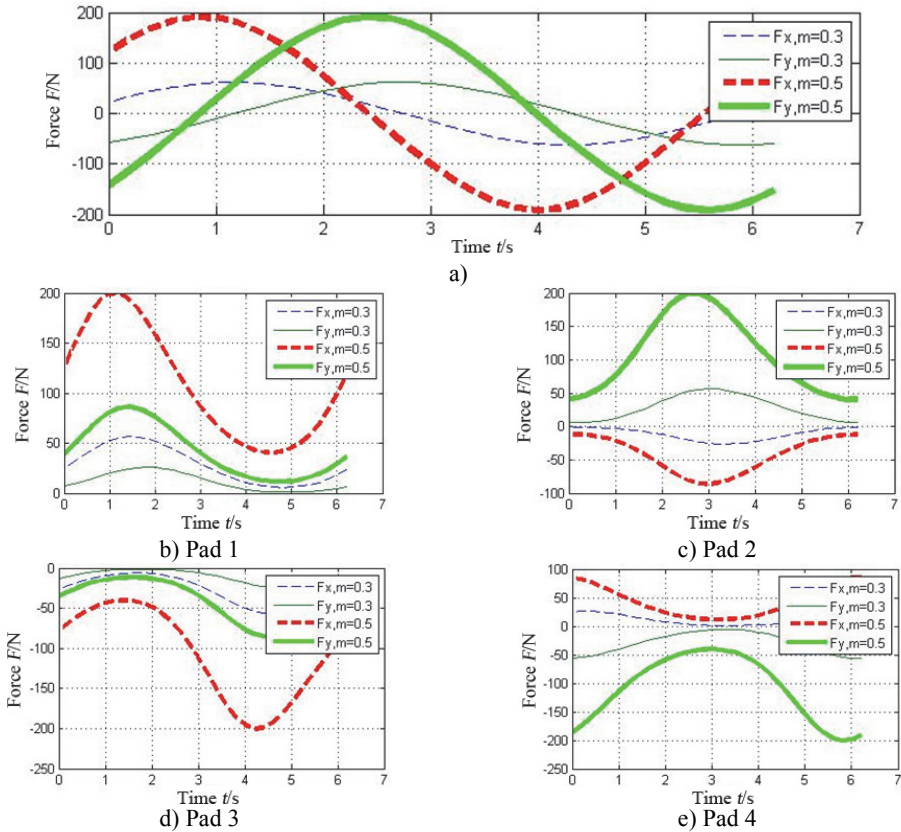 200
100
0
-100
-200
Force F/N
Fx,m=0.3
Fy,m=0.3
Fx,m=0.5
Fy,m=0.5
0 1 2 3 4 5 6 7
Time t/s
a)
200
150
100
50
0
Force F/N
Fx,m=0.3
Fy,m=0.3
Fx,m=0.5
Fy,m=0.5
0 1 2 3 4 5 6 7
Time t/s
b) Pad 1
200
150
100
50
0
-50
-100
Force F/N
Fx,m=0.3
Fy,m=0.3
Fx,m=0.5
Fy,m=0.5
0 1 2 3 4 5 6 7
Time t/s
c) Pad 2
0
-50
-100
-150
-200
-250
Force F/N
Fx,m=0.3
Fy,m=0.3
Fx,m=0.5
Fy,m=0.5
0 1 2 3 4 5 6 7
Time t/s
d) Pad 3
100
50
0
-50
-100
-150
-200
-250
Force F/N
Fx,m=0.3
Fy,m=0.3
Fx,m=0.5
Fy,m=0.5
0 1 2 3 4 5 6 7
Time t/s
e) Pad 4